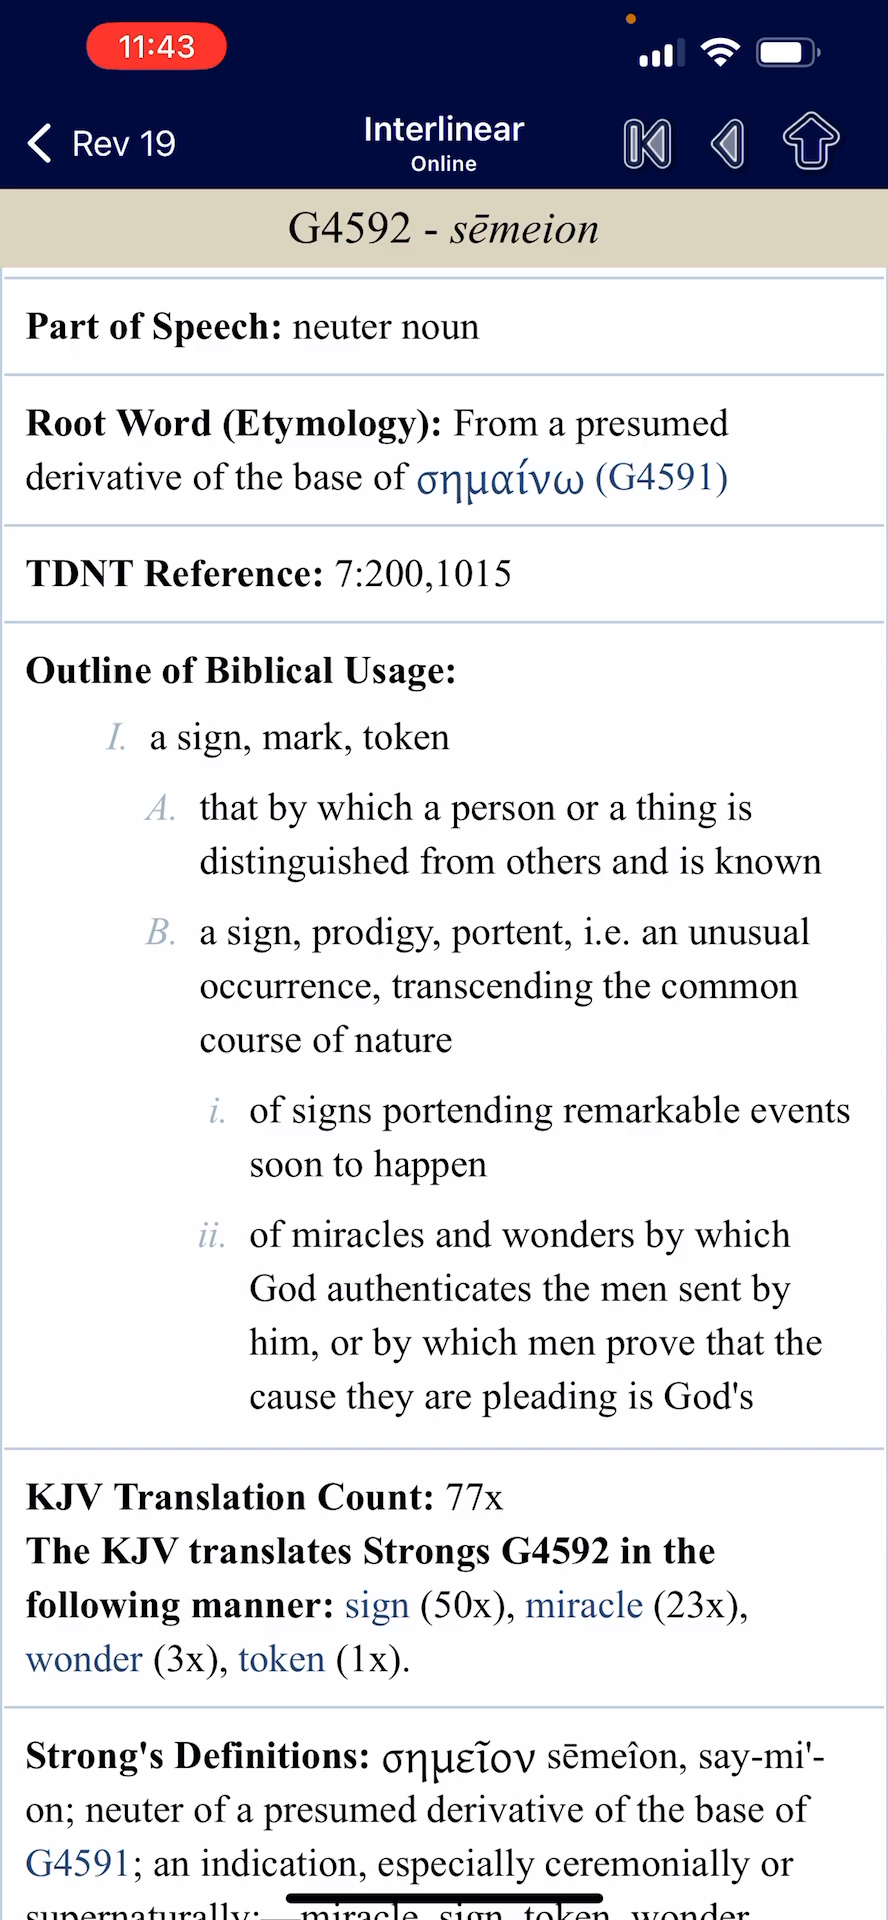 11:43
Rev 19
Interlinear
Online
G4592 - sēmeion
Part of Speech: neuter noun
Root Word (Etymology): From a presumed
derivative of the base of σημαίνω (G4591)
TDNT Reference: 7:200,1015
Outline of Biblical Usage:
I. a sign, mark, token
A. that by which a person or a thing is
distinguished from others and is known
B. a sign, prodigy, portent, i.e. an unusual
occurrence, transcending the common
course of nature
i. of signs portending remarkable events
soon to happen
ii. of miracles and wonders by which
God authenticates the men sent by
him, or by which men prove that the
cause they are pleading is God's
KJV Translation Count: 77x
The KJV translates Strongs G4592 in the
following manner: sign (50x), miracle (23x),
wonder (3x), token (1x).
Strong's Definitions: σημεῖον sēmeîon, say-mi'-
on; neuter of a presumed derivative of the base of
G4591; an indication, especially ceremonially or
supernaturally:—miracle, sign, token, wonder.